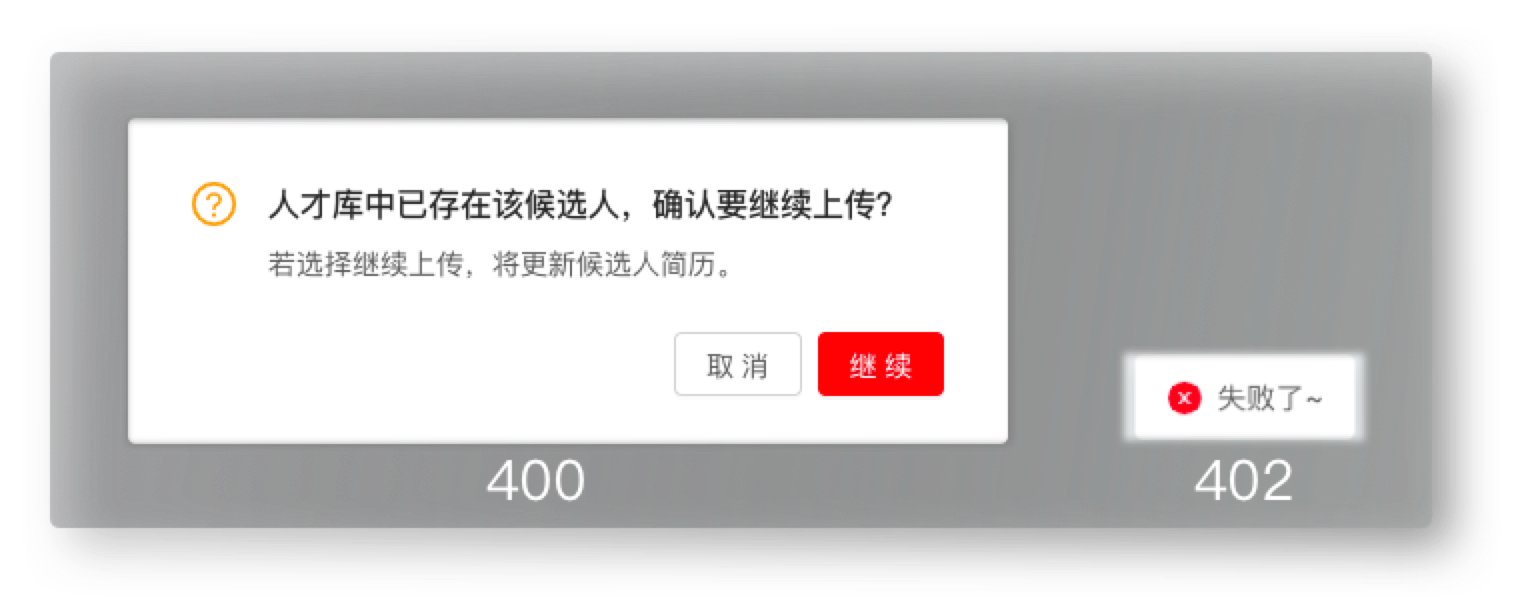 人才库中已存在该候选人，确认要继续上传?
若选择继续上传，将更新候选人简历。
取 消 继 续
失败了~
400 402